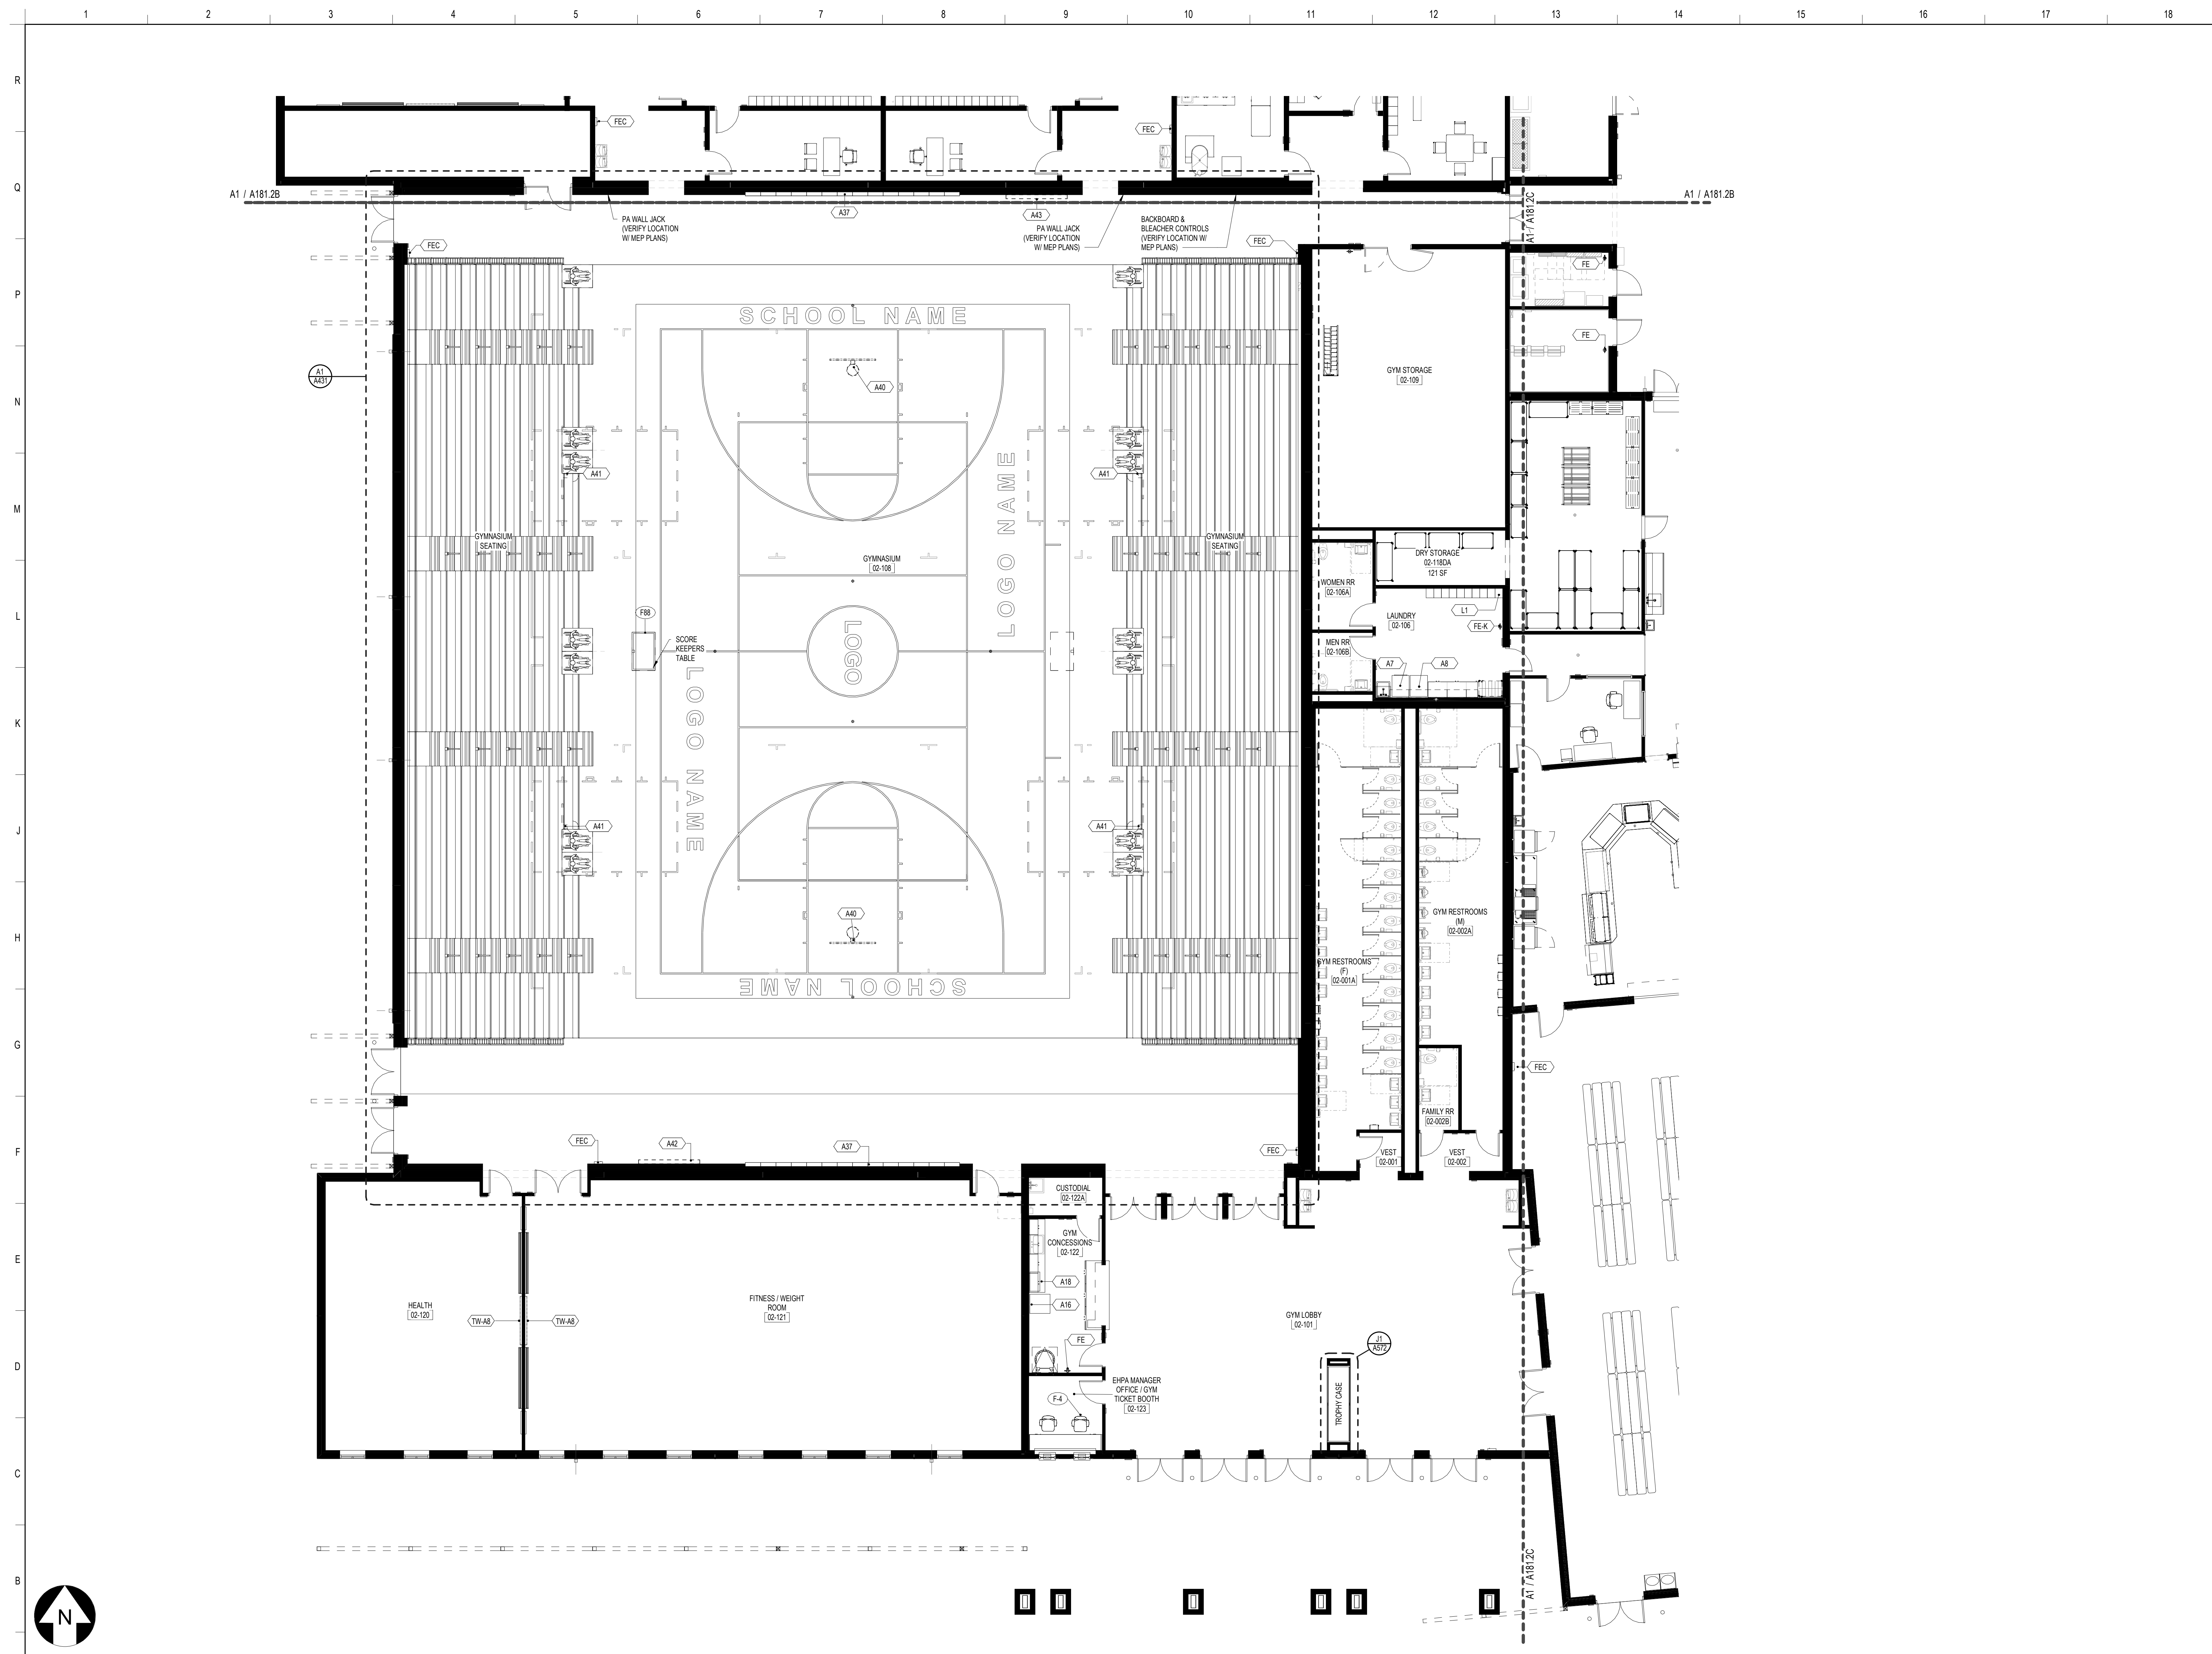 1 2 3 4 5 6 7 8 9 10 11 12 13 14 15 16 17 18
R
FEC
FEC
Q
A1 / A181.2B
A1 / A181.2B
A1 / A181.2C
A37
A43
PA WALL JACK
(VERIFY LOCATION
W/ MEP PLANS)
PA WALL JACK
(VERIFY LOCATION
W/ MEP PLANS)
BACKBOARD &
BLEACHER CONTROLS
(VERIFY LOCATION W/
MEP PLANS)
FEC
FEC
FE
P
SCHOOL NAME
FE
A1
A431
A40
GYM STORAGE
02-109
N
LOGO NAME
A41
A41
M
GYMNASIUM
SEATING
GYMNASIUM
SEATING
GYMNASIUM
02-108
DRY STORAGE
02-118DA
121 SF
WOMEN RR
02-106A
L
F88
LAUNDRY
02-106
L1
FE-K
SCORE
KEEPERS
TABLE
LOGO
MEN RR
02-106B
A7
A8
LOGO NAME
K
J
A41
A41
A40
GYM RESTROOMS
(M)
02-002A
H
GYM RESTROOMS
(F)
02-001A
SCHOOL NAME
G
FEC
FAMILY RR
02-002B
F
FEC
A42
A37
FEC
VEST
02-001
VEST
02-002
CUSTODIAL
02-122A
E
GYM
CONCESSIONS
02-122
A18
A16
HEALTH
02-120
FITNESS / WEIGHT
ROOM
02-121
GYM LOBBY
02-101
TW-A8
TW-A8
FE
J1
A572
D
EHPA MANAGER
OFFICE / GYM
TICKET BOOTH
02-123
F-4
TROPHY CASE
C
A1 / A181.2C
B
N